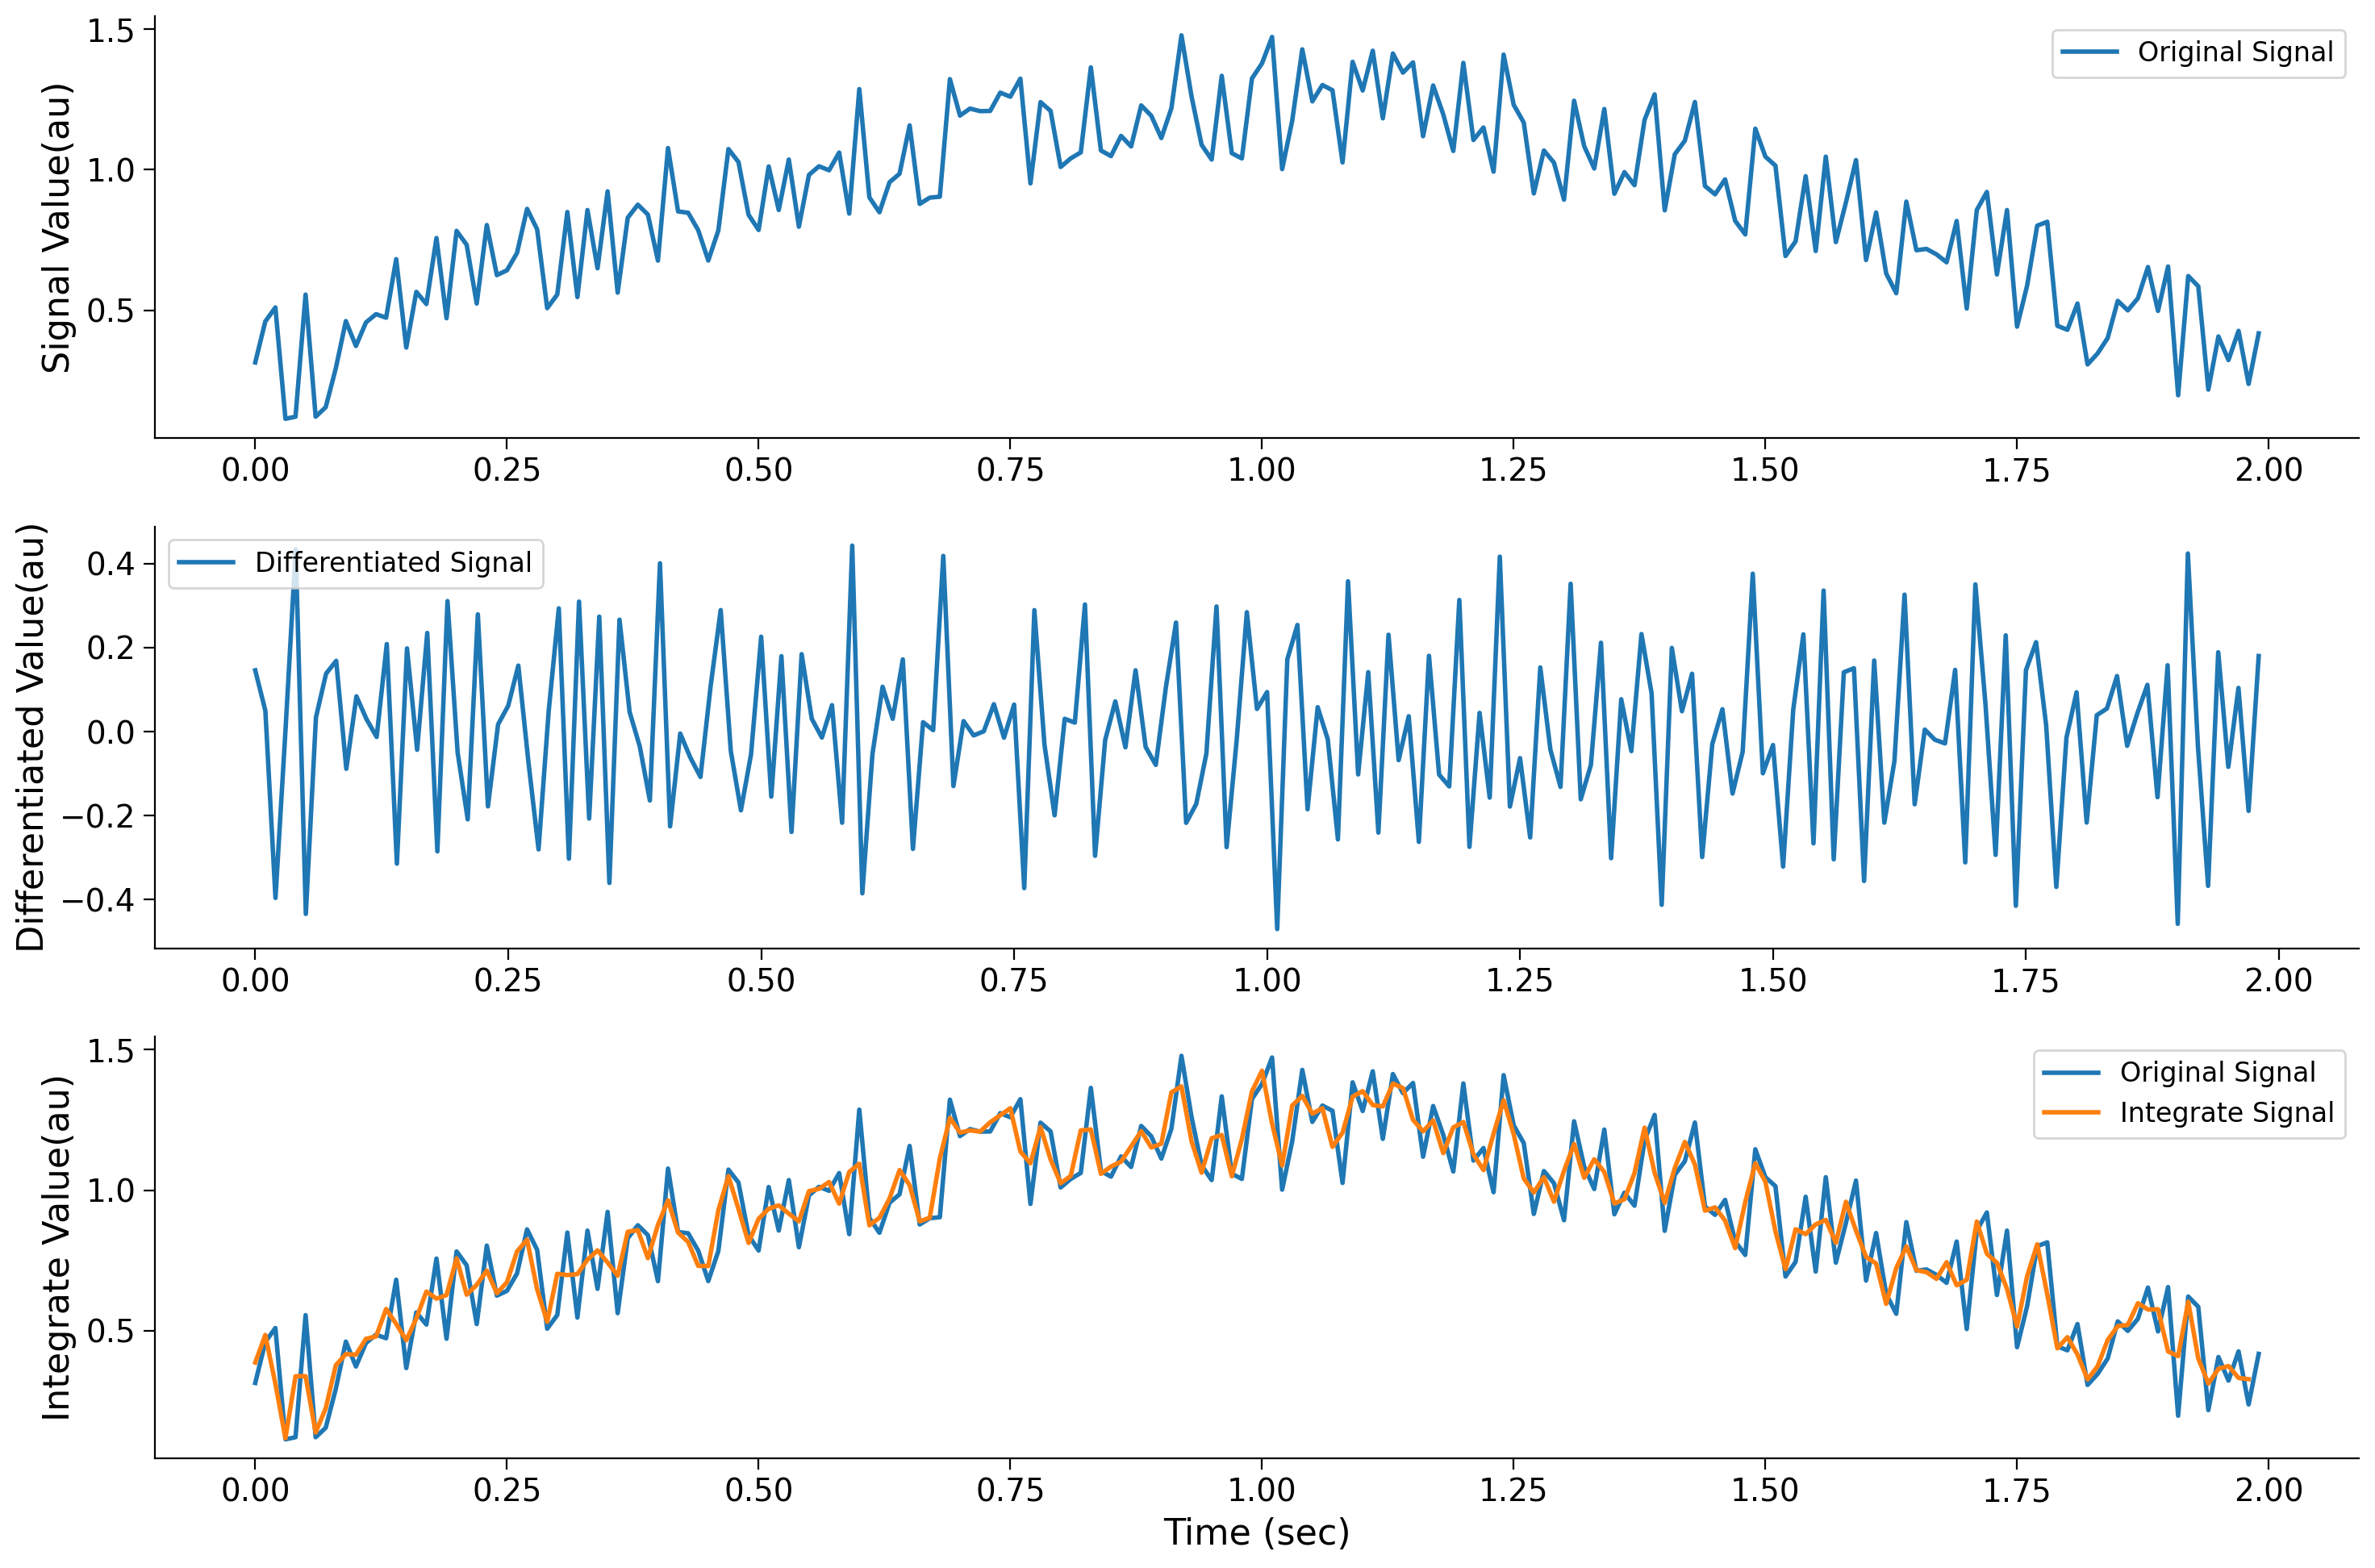 Signal Value(au)
1.5
1.0
0.5
Original Signal
0.00 0.25 0.50 0.75 1.00 1.25 1.50 1.75 2.00
Differentiated Value(au)
0.4
0.2
0.0
−0.2
−0.4
Differentiated Signal
0.00 0.25 0.50 0.75 1.00 1.25 1.50 1.75 2.00
Integrate Value(au)
1.5
1.0
0.5
Original Signal
Integrate Signal
0.00 0.25 0.50 0.75 1.00 1.25 1.50 1.75 2.00
Time (sec)